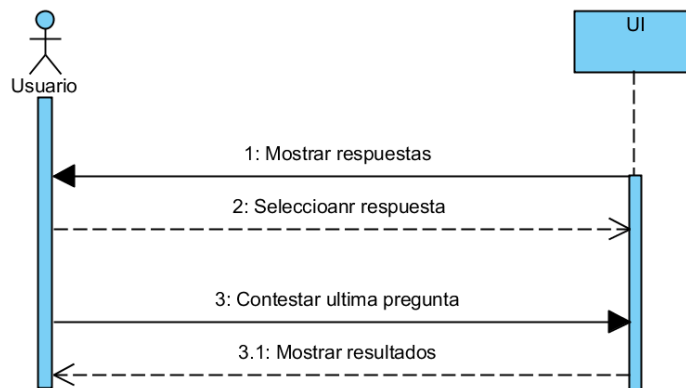 UI
Usuario
1: Mostrar respuestas
2: Seleccioanr respuesta
3: Contestar ultima pregunta
3.1: Mostrar resultados